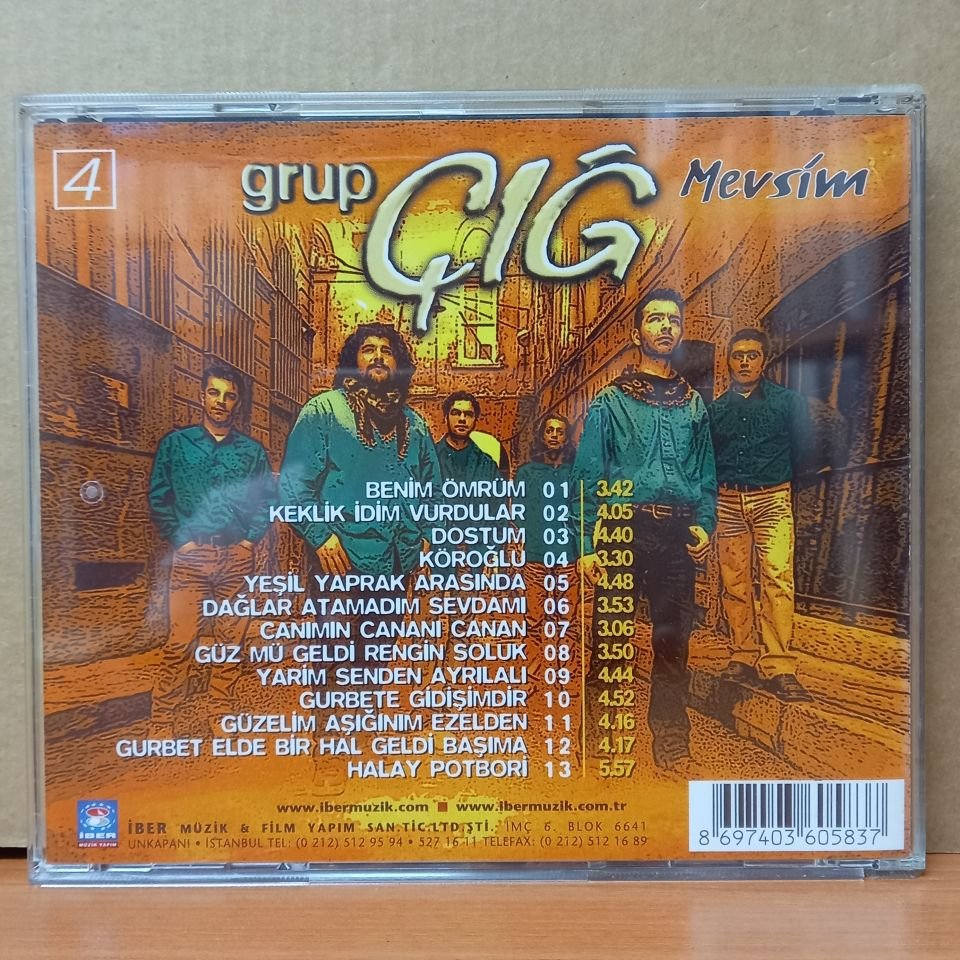 4
grup ÇIĞ Mevsim
BENİM ÖMRÜM 01 3.42
KEKLİK İDİM VURDULAR 02 4.05
DOSTUM 03 4.40
KÖROĞLU 04 3.30
YEŞİL YAPRAK ARASINDA 05 4.48
DAĞLAR ATAMADIM SEVDAMI 06 3.53
CANIMIN CANANI CANAN 07 3.06
GÜZ MÜ GELDİ RENGİN SOLUK 08 3.50
YARİM SENDEN AYRILALI 09 4.44
GURBETE GİDİŞİMDİR 10 4.52
GÜZELİM AŞIĞINIM EZELDEN 11 4.16
GURBET ELDE BİR HAL GELDİ BAŞIMA 12 4.17
HALAY POTBORİ 13 5.57
www.ibermuzik.com ■ www.ibermuzik.com.tr
İBER MÜZİK & FİLM YAPIM SAN.TİC.LTD.ŞTİ. İMÇ 6. BLOK 6641
UNKAPANI • İSTANBUL TEL: (0 212) 512 95 94 • 527 16 11 TELEFAX: (0 212) 512 16 89
İBER
MÜZİK YAPIM
8 697403 605837